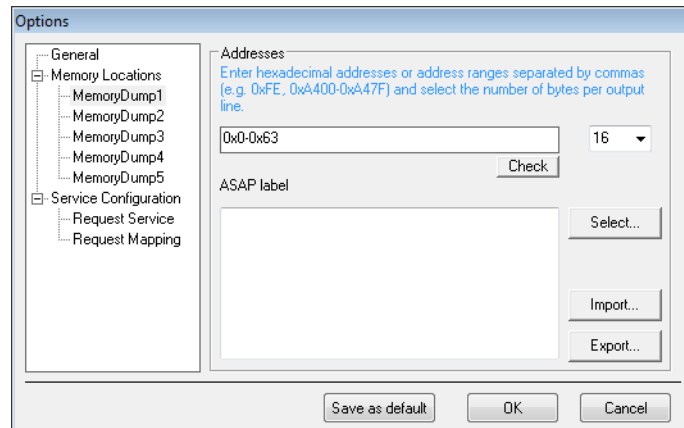 Options
General
Memory Locations
MemoryDump1
MemoryDump2
MemoryDump3
MemoryDump4
MemoryDump5
Service Configuration
Request Service
Request Mapping
Addresses
Enter hexadecimal addresses or address ranges separated by commas
(e.g. 0xFE, 0xA400-0xA47F) and select the number of bytes per output
line.
0x0-0x63
16
Check
ASAP label
Select...
Import...
Export...
Save as default
OK
Cancel